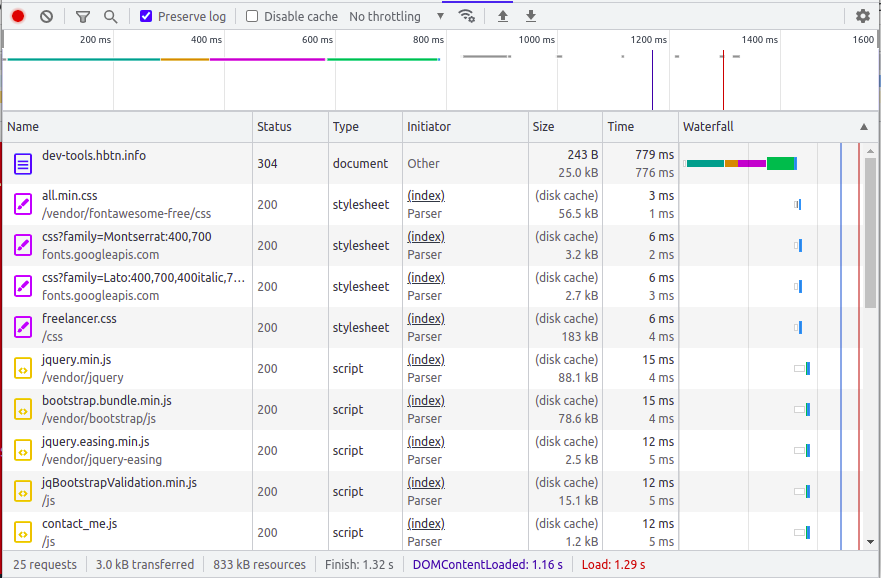 Preserve log Disable cache No throttling
200 ms 400 ms 600 ms 800 ms 1000 ms 1200 ms 1400 ms 1600
Name Status Type Initiator Size Time Waterfall
dev-tools.hbtn.info 304 document Other 243 B 779 ms
25.0 kB 776 ms
all.min.css 200 stylesheet (index) (disk cache) 3 ms
/vendor/fontawesome-free/css Parser 56.5 kB 1 ms
css?family=Montserrat:400,700 200 stylesheet (index) (disk cache) 6 ms
fonts.googleapis.com Parser 3.2 kB 2 ms
css?family=Lato:400,700,400italic,7... 200 stylesheet (index) (disk cache) 6 ms
fonts.googleapis.com Parser 2.7 kB 3 ms
freelancer.css 200 stylesheet (index) (disk cache) 6 ms
/css Parser 183 kB 4 ms
jquery.min.js 200 script (index) (disk cache) 15 ms
/vendor/jquery Parser 88.1 kB 4 ms
bootstrap.bundle.min.js 200 script (index) (disk cache) 15 ms
/vendor/bootstrap/js Parser 78.6 kB 4 ms
jquery.easing.min.js 200 script (index) (disk cache) 12 ms
/vendor/jquery-easing Parser 2.5 kB 5 ms
jqBootstrapValidation.min.js 200 script (index) (disk cache) 12 ms
/js Parser 15.1 kB 5 ms
contact_me.js 200 script (index) (disk cache) 12 ms
/js Parser 1.2 kB 5 ms
25 requests 3.0 kB transferred 833 kB resources Finish: 1.32 s DOMContentLoaded: 1.16 s Load: 1.29 s